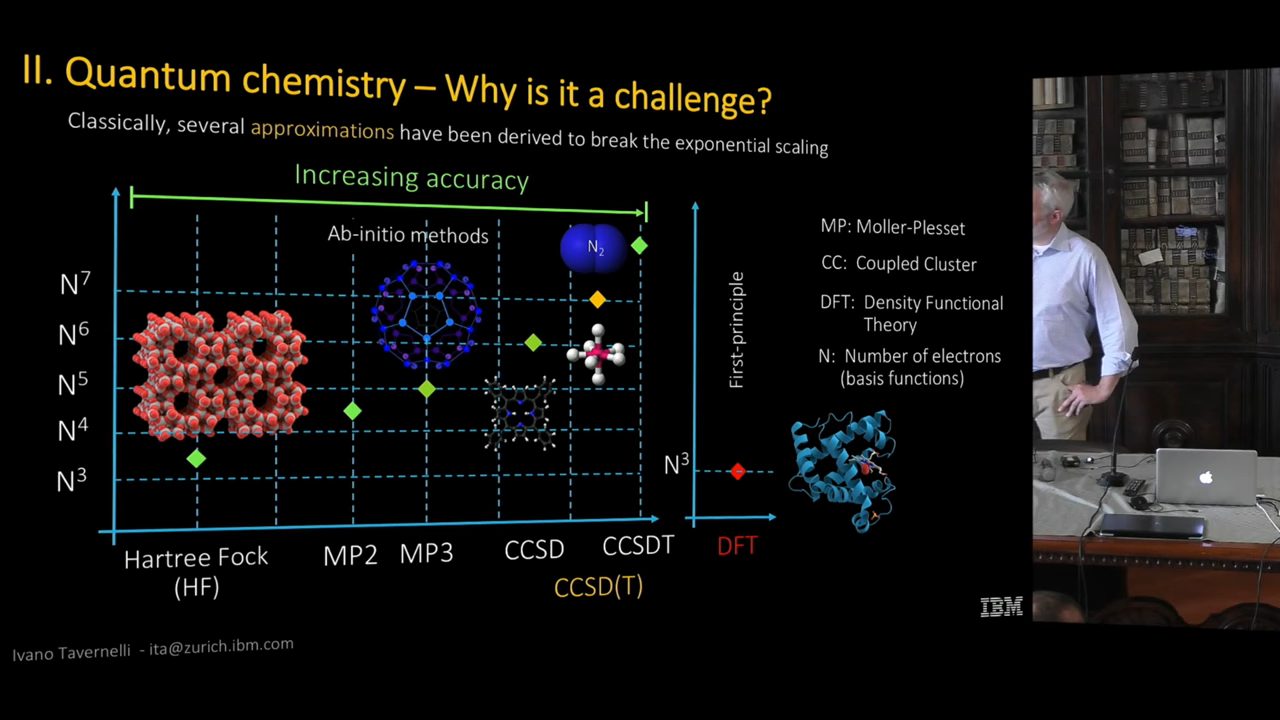 II. Quantum chemistry – Why is it a challenge?
Classically, several approximations have been derived to break the exponential scaling
Increasing accuracy
Ab-initio methods
N₂
N⁷
N⁶
N⁵
N⁴
N³
Hartree Fock
(HF)
MP2
MP3
CCSD
CCSDT
CCSD(T)
First-principle
N³
DFT
MP: Moller-Plesset
CC: Coupled Cluster
DFT: Density Functional
Theory
N: Number of electrons
(basis functions)
IBM
Ivano Tavernelli - ita@zurich.ibm.com